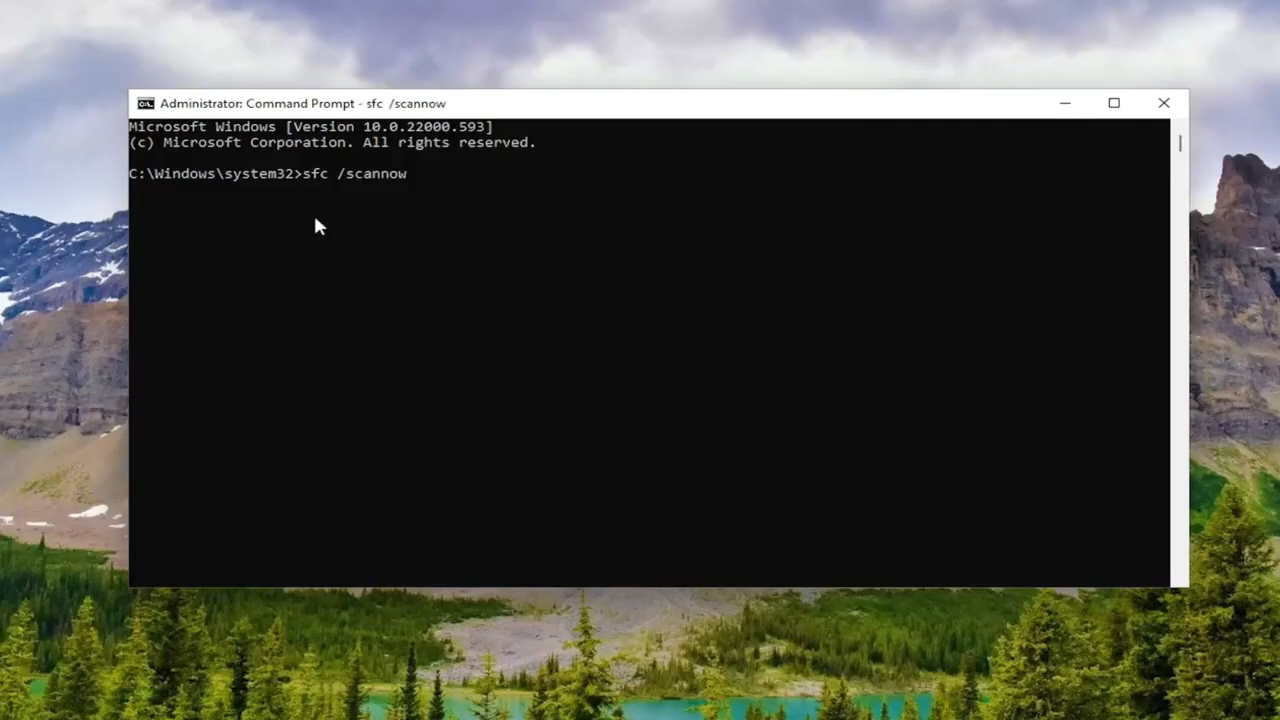 Administrator: Command Prompt - sfc  /scannow
Microsoft Windows [Version 10.0.22000.593]
(c) Microsoft Corporation. All rights reserved.
C:\Windows\system32>sfc /scannow